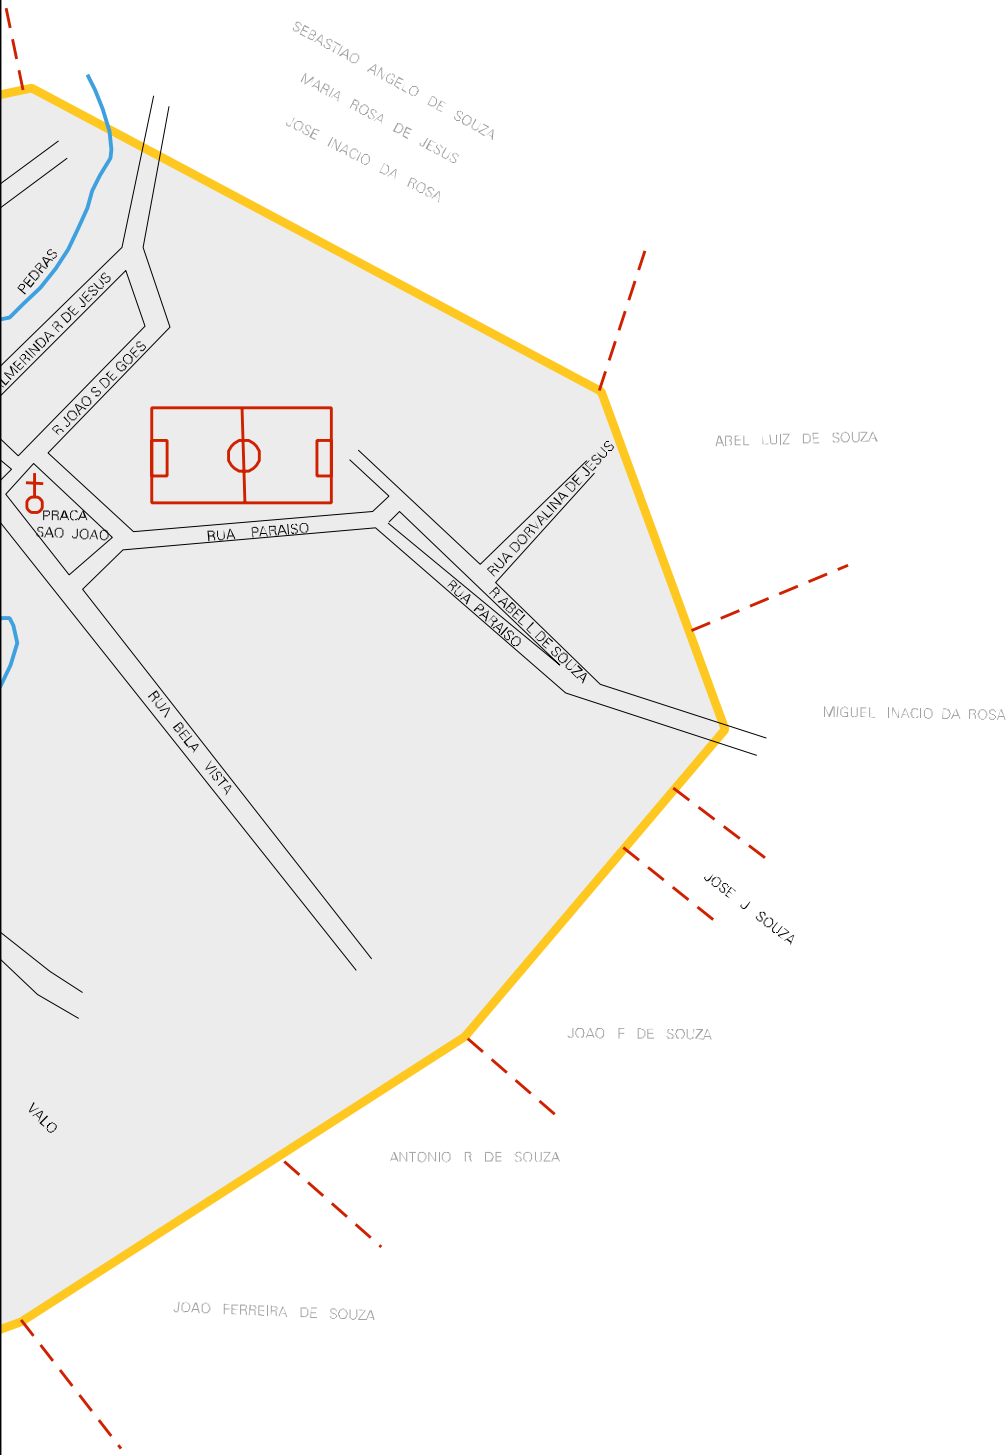 SEBASTIAO ANGELO DE SOUZA
MARIA ROSA DE JESUS
JOSE INACIO DA ROSA
PEDRAS
LMERINDA R DE JESUS
R JOAO S DE GOES
ABEL LUIZ DE SOUZA
RUA DORVALINA DE JESUS
PRACA
SAO JOAO
RUA PARAISO
RUA PARAISO
R ABEL L DE SOUZA
RUA BELA VISTA
MIGUEL INACIO DA ROSA
JOSE J SOUZA
JOAO F DE SOUZA
VALO
ANTONIO R DE SOUZA
JOAO FERREIRA DE SOUZA